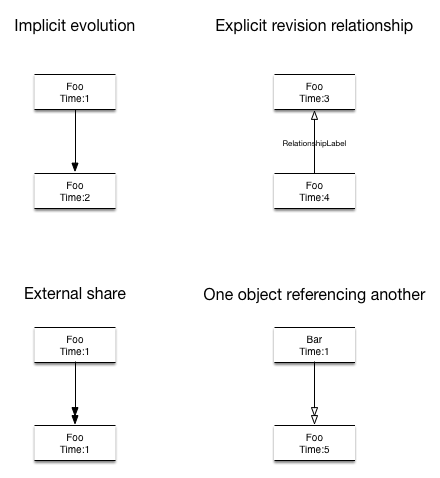 Implicit evolution
Explicit revision relationship
Foo
Time:1
Foo
Time:3
RelationshipLabel
Foo
Time:2
Foo
Time:4
External share
One object referencing another
Foo
Time:1
Bar
Time:1
Foo
Time:1
Foo
Time:5